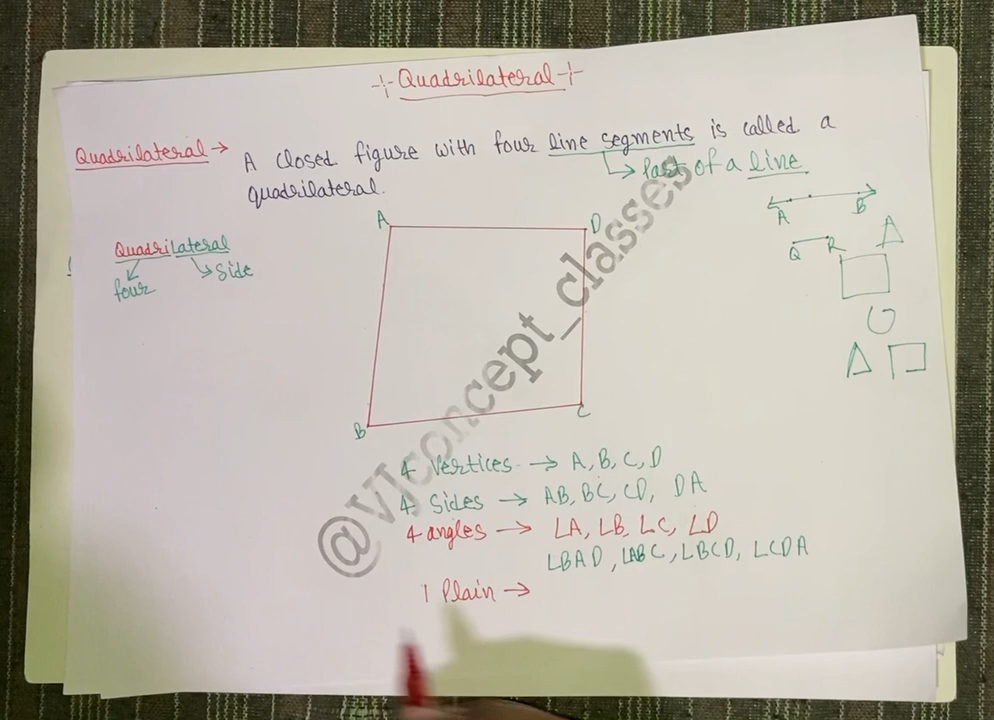 Quadrilateral
Quadrilateral → A closed figure with four line segments is called a
quadrilateral.
→ Part of a line
A B
Q R
Quadrilateral
four
Side
A D
B C
4 Vertices → A, B, C, D
4 Sides → AB, BC, CD, DA
4 angles → ∠A, ∠B, ∠C, ∠D
∠BAD, ∠ABC, ∠BCD, ∠CDA
1 Plain →
@VJconcept_classes